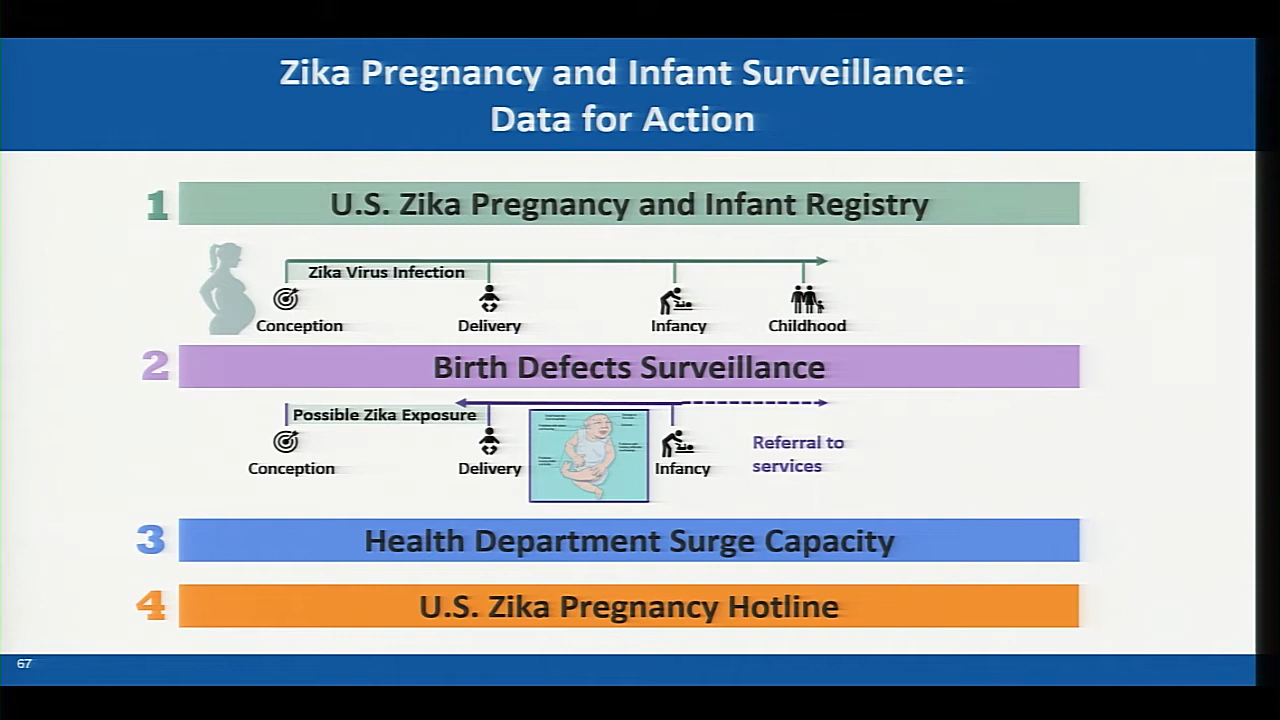 Zika Pregnancy and Infant Surveillance:
Data for Action
1 U.S. Zika Pregnancy and Infant Registry
Zika Virus Infection
Conception Delivery Infancy Childhood
2 Birth Defects Surveillance
Possible Zika Exposure
Conception Delivery Infancy
Referral to
services
3 Health Department Surge Capacity
4 U.S. Zika Pregnancy Hotline
67